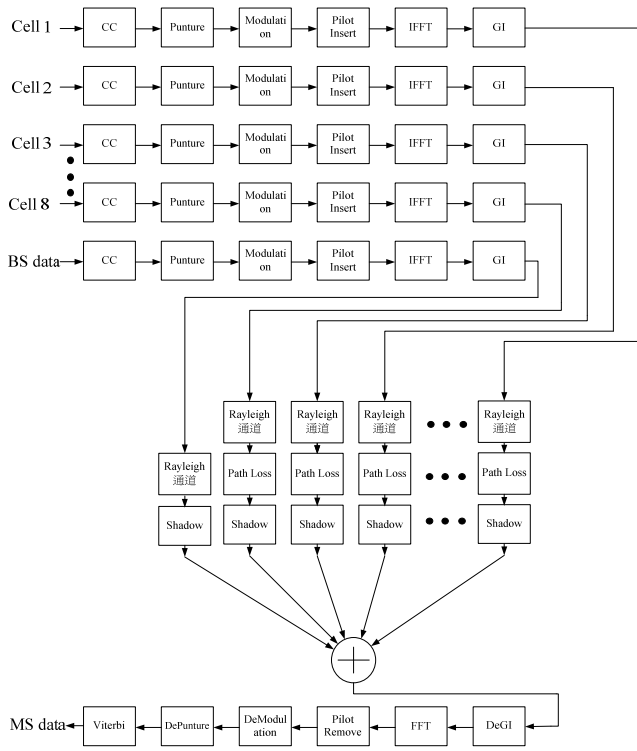 Cell 1
CC
Punture
Modulati
on
Pilot
Insert
IFFT
GI
Cell 2
CC
Punture
Modulati
on
Pilot
Insert
IFFT
GI
Cell 3
CC
Punture
Modulati
on
Pilot
Insert
IFFT
GI
Cell 8
CC
Punture
Modulati
on
Pilot
Insert
IFFT
GI
BS data
CC
Punture
Modulati
on
Pilot
Insert
IFFT
GI
Rayleigh
通道
Rayleigh
通道
Rayleigh
通道
Rayleigh
通道
Rayleigh
通道
Path Loss
Path Loss
Path Loss
Path Loss
Shadow
Shadow
Shadow
Shadow
Shadow
MS data
Viterbi
DePunture
DeModul
ation
Pilot
Remove
FFT
DeGI